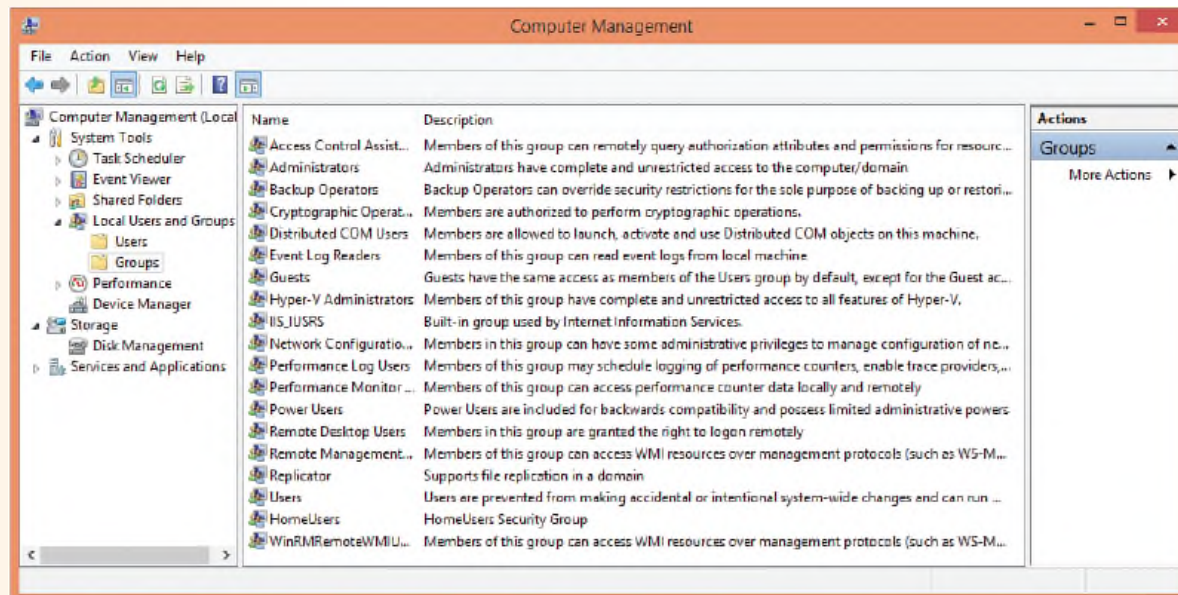 Computer Management
File Action View Help
Computer Management (Local
System Tools
Task Scheduler
Event Viewer
Shared Folders
Local Users and Groups
Users
Groups
Performance
Device Manager
Storage
Disk Management
Services and Applications
Name Description
Access Control Assist... Members of this group can remotely query authorization attributes and permissions for resourc...
Administrators Administrators have complete and unrestricted access to the computer/domain
Backup Operators Backup Operators can override security restrictions for the sole purpose of backing up or restori...
Cryptographic Operat... Members are authorized to perform cryptographic operations.
Distributed COM Users Members are allowed to launch, activate and use Distributed COM objects on this machine.
Event Log Readers Members of this group can read event logs from local machine
Guests Guests have the same access as members of the Users group by default, except for the Guest ac...
Hyper-V Administrators Members of this group have complete and unrestricted access to all features of Hyper-V.
IIS_IUSRS Built-in group used by Internet Information Services.
Network Configuratio... Members in this group can have some administrative privileges to manage configuration of ne...
Performance Log Users Members of this group may schedule logging of performance counters, enable trace providers,...
Performance Monitor ... Members of this group can access performance counter data locally and remotely
Power Users Power Users are included for backwards compatibility and possess limited administrative powers
Remote Desktop Users Members in this group are granted the right to logon remotely
Remote Management... Members of this group can access WMI resources over management protocols (such as WS-M...
Replicator Supports file replication in a domain
Users Users are prevented from making accidental or intentional system-wide changes and can run ...
HomeUsers HomeUsers Security Group
WinRMRemoteWMIU... Members of this group can access WMI resources over management protocols (such as WS-M...
Actions
Groups
More Actions